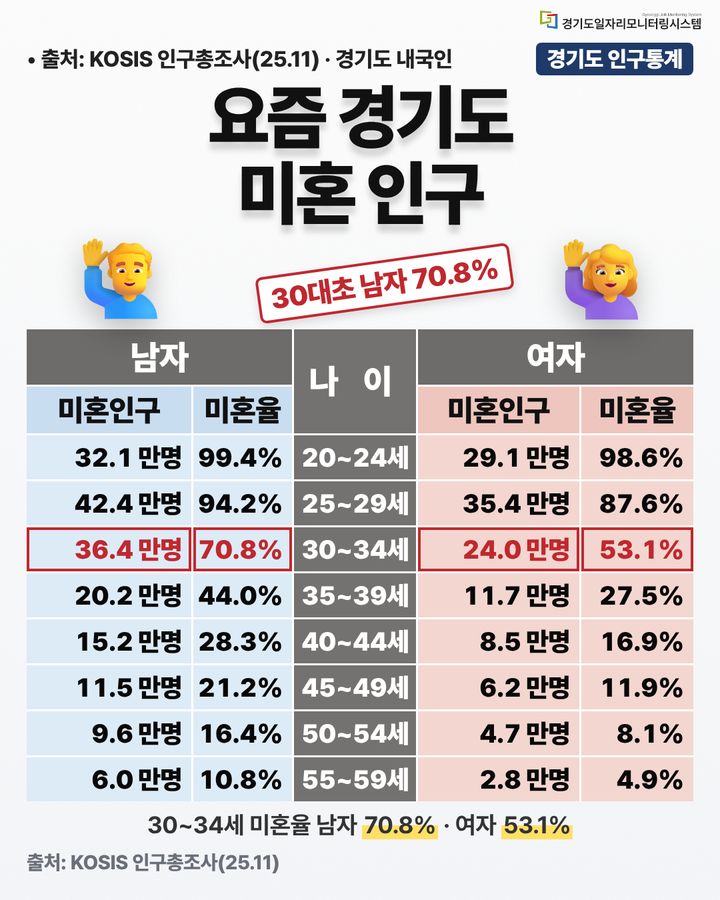 경기도일자리모니터링시스템
• 출처: KOSIS 인구총조사(25.11) · 경기도 내국인
경기도 인구통계
요즘 경기도
미혼 인구
30대초 남자 70.8%
남자 나 이 여자
미혼인구 미혼율 미혼인구 미혼율
32.1 만명 99.4% 20~24세 29.1 만명 98.6%
42.4 만명 94.2% 25~29세 35.4 만명 87.6%
36.4 만명 70.8% 30~34세 24.0 만명 53.1%
20.2 만명 44.0% 35~39세 11.7 만명 27.5%
15.2 만명 28.3% 40~44세 8.5 만명 16.9%
11.5 만명 21.2% 45~49세 6.2 만명 11.9%
9.6 만명 16.4% 50~54세 4.7 만명 8.1%
6.0 만명 10.8% 55~59세 2.8 만명 4.9%
30~34세 미혼율 남자 70.8% · 여자 53.1%
출처: KOSIS 인구총조사(25.11)